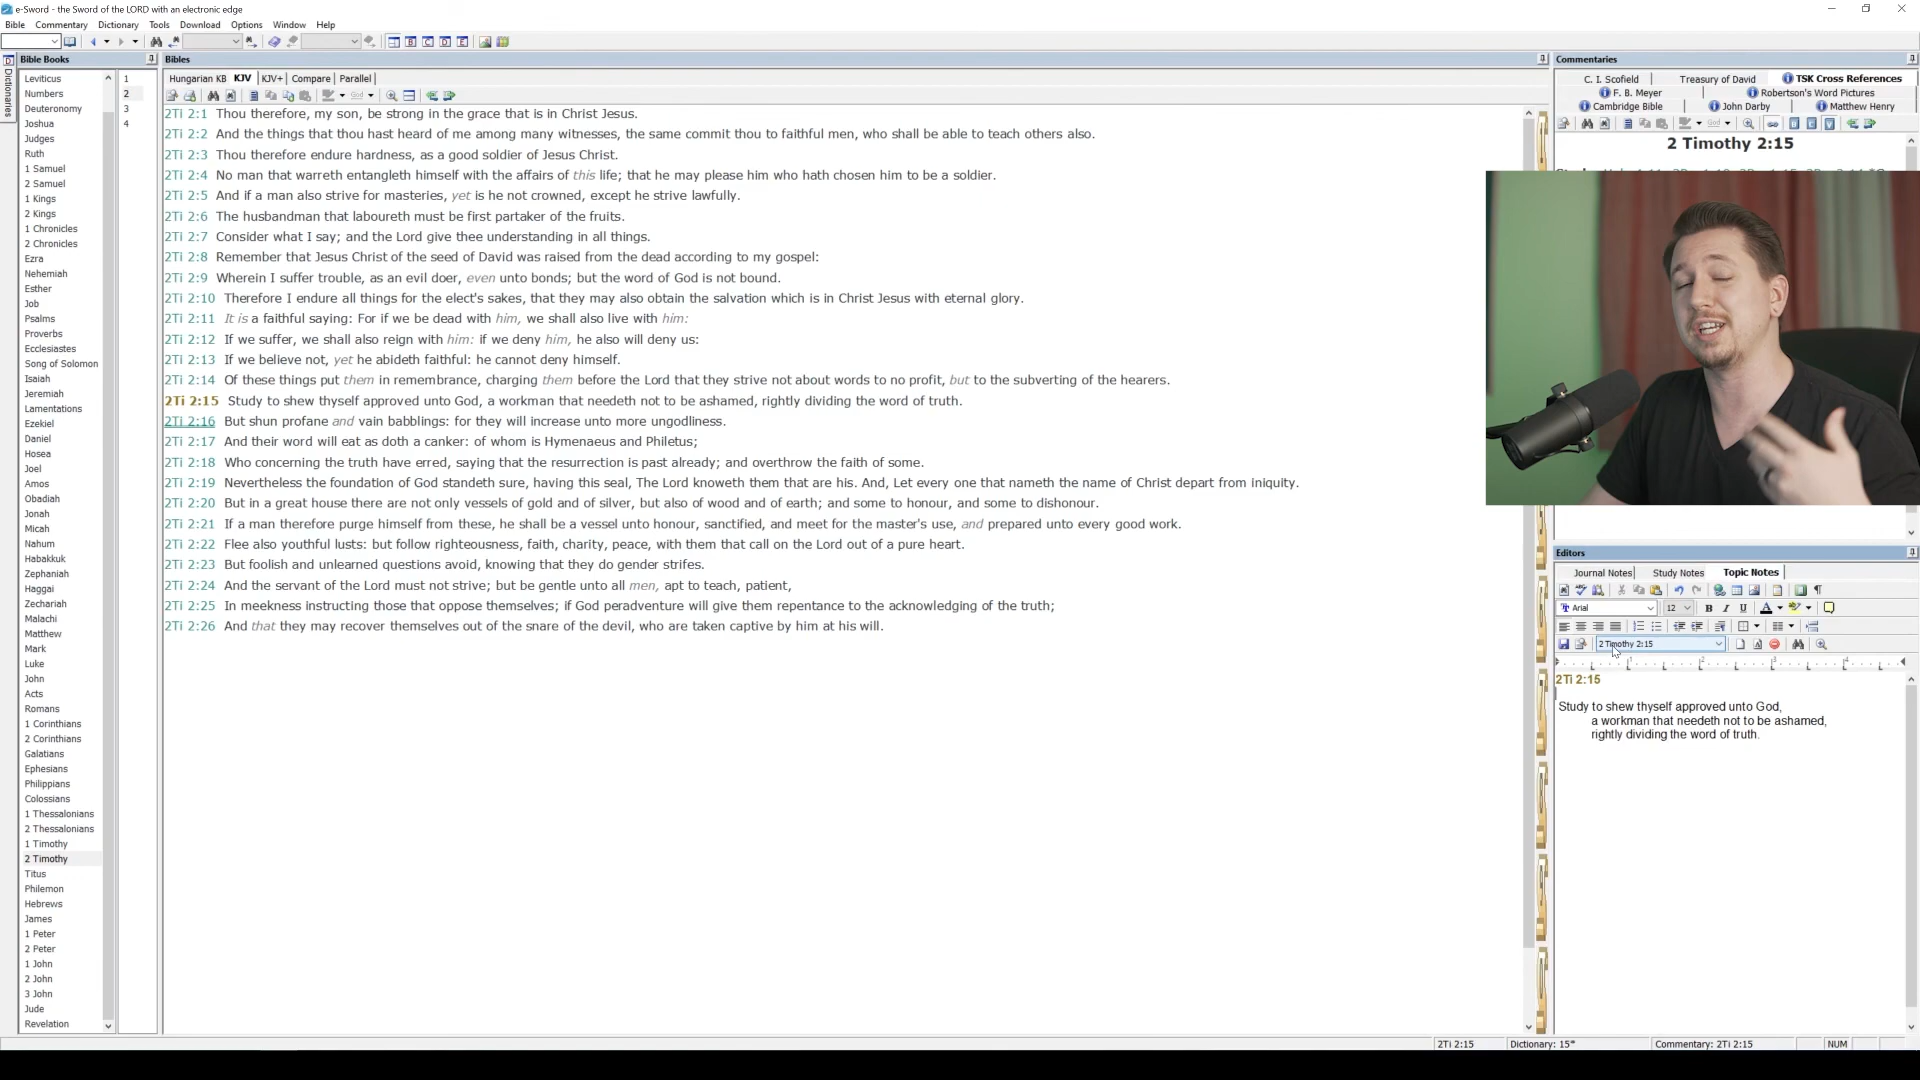 e-Sword - the Sword of the LORD with an electronic edge
Bible Commentary Dictionary Tools Download Options Window Help
Dictionaries
Bible Books
Leviticus
Numbers
Deuteronomy
Joshua
Judges
Ruth
1 Samuel
2 Samuel
1 Kings
2 Kings
1 Chronicles
2 Chronicles
Ezra
Nehemiah
Esther
Job
Psalms
Proverbs
Ecclesiastes
Song of Solomon
Isaiah
Jeremiah
Lamentations
Ezekiel
Daniel
Hosea
Joel
Amos
Obadiah
Jonah
Micah
Nahum
Habakkuk
Zephaniah
Haggai
Zechariah
Malachi
Matthew
Mark
Luke
John
Acts
Romans
1 Corinthians
2 Corinthians
Galatians
Ephesians
Philippians
Colossians
1 Thessalonians
2 Thessalonians
1 Timothy
2 Timothy
Titus
Philemon
Hebrews
James
1 Peter
2 Peter
1 John
2 John
3 John
Jude
Revelation
1
2
3
4
Bibles
Hungarian KB KJV KJV+ Compare Parallel
2Ti 2:1 Thou therefore, my son, be strong in the grace that is in Christ Jesus.
2Ti 2:2 And the things that thou hast heard of me among many witnesses, the same commit thou to faithful men, who shall be able to teach others also.
2Ti 2:3 Thou therefore endure hardness, as a good soldier of Jesus Christ.
2Ti 2:4 No man that warreth entangleth himself with the affairs of this life; that he may please him who hath chosen him to be a soldier.
2Ti 2:5 And if a man also strive for masteries, yet is he not crowned, except he strive lawfully.
2Ti 2:6 The husbandman that laboureth must be first partaker of the fruits.
2Ti 2:7 Consider what I say; and the Lord give thee understanding in all things.
2Ti 2:8 Remember that Jesus Christ of the seed of David was raised from the dead according to my gospel:
2Ti 2:9 Wherein I suffer trouble, as an evil doer, even unto bonds; but the word of God is not bound.
2Ti 2:10 Therefore I endure all things for the elect's sakes, that they may also obtain the salvation which is in Christ Jesus with eternal glory.
2Ti 2:11 It is a faithful saying: For if we be dead with him, we shall also live with him:
2Ti 2:12 If we suffer, we shall also reign with him: if we deny him, he also will deny us:
2Ti 2:13 If we believe not, yet he abideth faithful: he cannot deny himself.
2Ti 2:14 Of these things put them in remembrance, charging them before the Lord that they strive not about words to no profit, but to the subverting of the hearers.
2Ti 2:15 Study to shew thyself approved unto God, a workman that needeth not to be ashamed, rightly dividing the word of truth.
2Ti 2:16 But shun profane and vain babblings: for they will increase unto more ungodliness.
2Ti 2:17 And their word will eat as doth a canker: of whom is Hymenaeus and Philetus;
2Ti 2:18 Who concerning the truth have erred, saying that the resurrection is past already; and overthrow the faith of some.
2Ti 2:19 Nevertheless the foundation of God standeth sure, having this seal, The Lord knoweth them that are his. And, Let every one that nameth the name of Christ depart from iniquity.
2Ti 2:20 But in a great house there are not only vessels of gold and of silver, but also of wood and of earth; and some to honour, and some to dishonour.
2Ti 2:21 If a man therefore purge himself from these, he shall be a vessel unto honour, sanctified, and meet for the master's use, and prepared unto every good work.
2Ti 2:22 Flee also youthful lusts: but follow righteousness, faith, charity, peace, with them that call on the Lord out of a pure heart.
2Ti 2:23 But foolish and unlearned questions avoid, knowing that they do gender strifes.
2Ti 2:24 And the servant of the Lord must not strive; but be gentle unto all men, apt to teach, patient,
2Ti 2:25 In meekness instructing those that oppose themselves; if God peradventure will give them repentance to the acknowledging of the truth;
2Ti 2:26 And that they may recover themselves out of the snare of the devil, who are taken captive by him at his will.
Commentaries
C. I. Scofield Treasury of David TSK Cross References
F. B. Meyer Robertson's Word Pictures
Cambridge Bible John Darby Matthew Henry
2 Timothy 2:15
Editors
Journal Notes Study Notes Topic Notes
Arial 12 B I U
2 Timothy 2:15
1 2 3 4
2Ti 2:15
Study to shew thyself approved unto God,
a workman that needeth not to be ashamed,
rightly dividing the word of truth.
2Ti 2:15 Dictionary: 15* Commentary: 2Ti 2:15 NUM